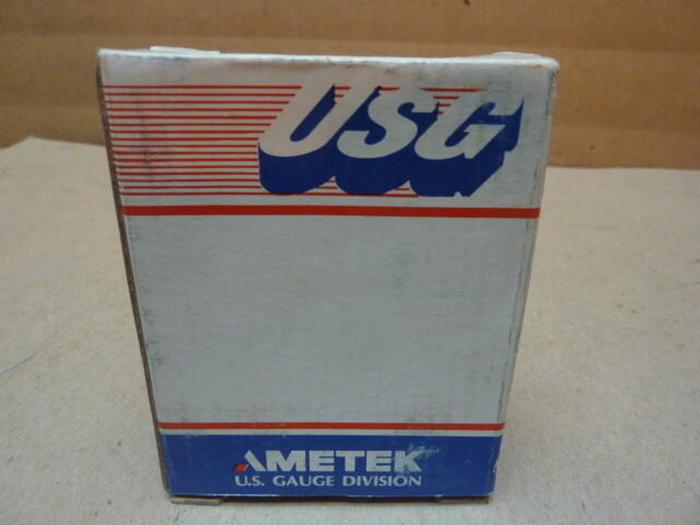 USG
AMETEK
U.S. GAUGE DIVISION